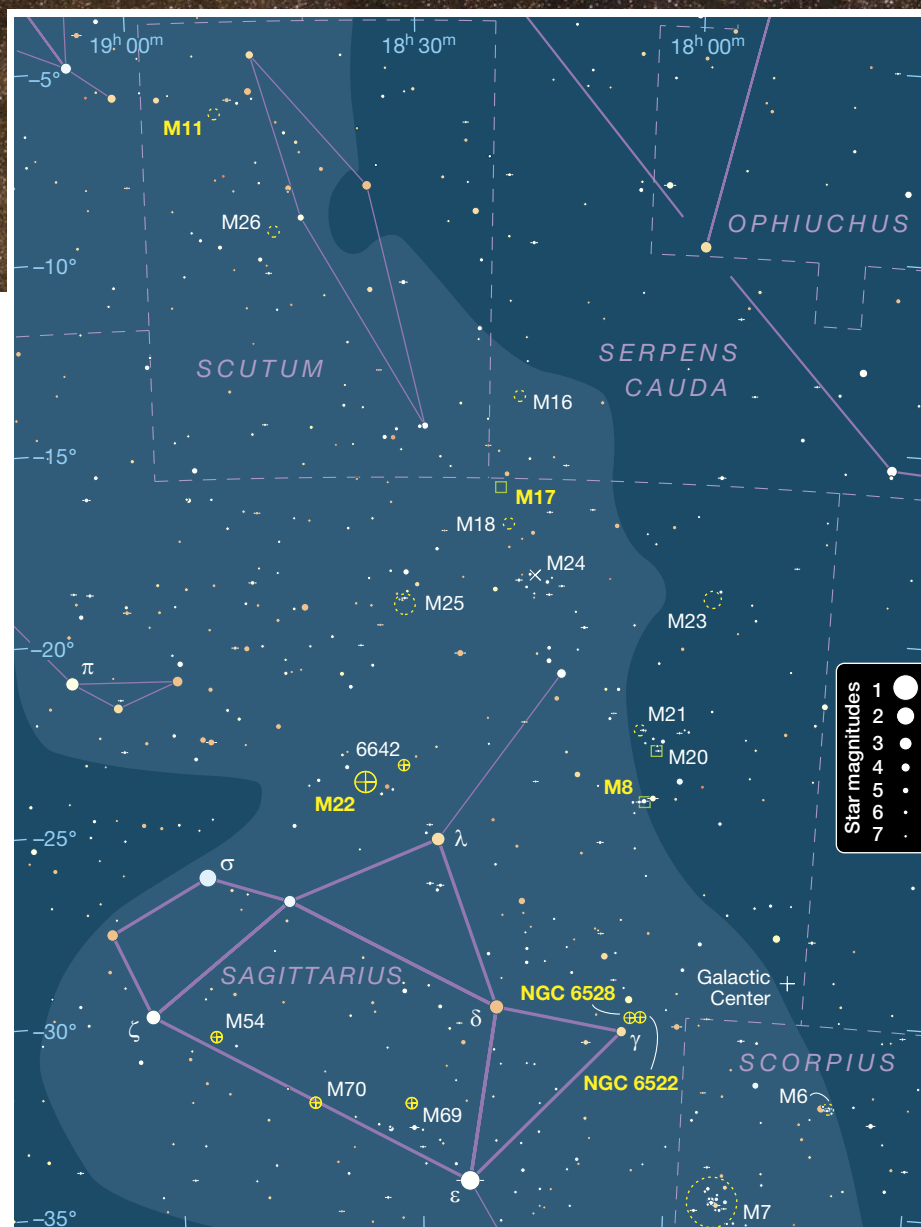 19h 00m
18h 30m
18h 00m
–5°
M11
M26
OPHIUCHUS
–10°
SERPENS
CAUDA
SCUTUM
M16
–15°
M17
M18
M24
M25
M23
–20°
π
M21
M20
6642
M22
M8
Star magnitudes
1
2
3
4
5
6
7
–25°
λ
σ
SAGITTARIUS
Galactic
Center
NGC 6528
δ
ζ
M54
–30°
γ
NGC 6522
SCORPIUS
M70
M69
M6
ε
M7
–35°